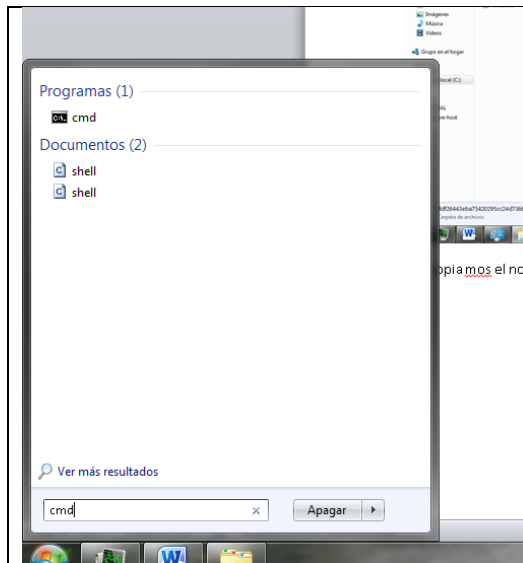 Imágenes
Música
Vídeos
Grupo en el hogar
local (C:)
Programas (1)
cmd
Documentos (2)
shell
shell
Carpeta de archivos
opiamos el no
Ver más resultados
cmd
Apagar